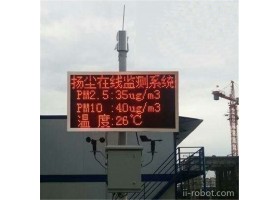 扬尘在线监测系统
PM2.5:35ug/m3
PM10 :40ug/m3
温 度:26℃
ii-robot.com